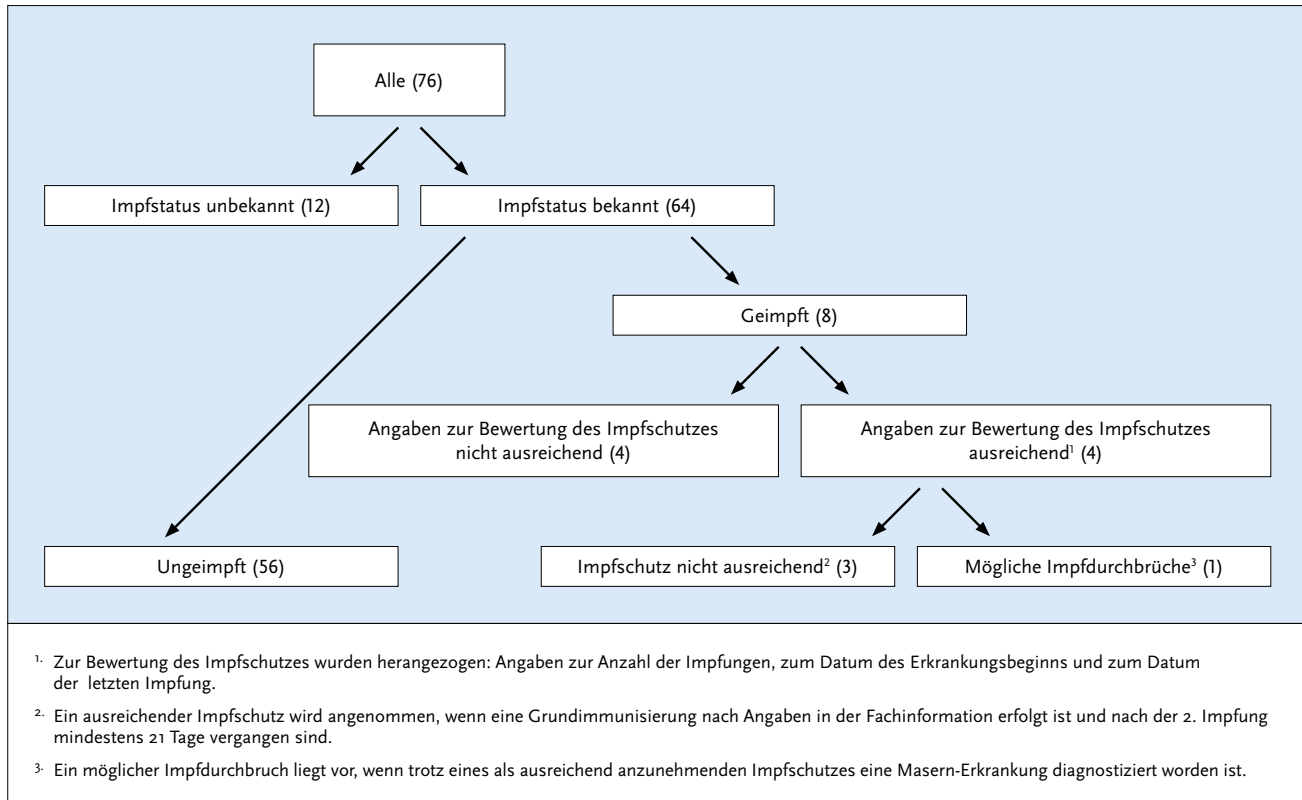 Alle (76)
Impfstatus unbekannt (12)
Impfstatus bekannt (64)
Geimpft (8)
Angaben zur Bewertung des Impfschutzes
nicht ausreichend (4)
Angaben zur Bewertung des Impfschutzes
ausreichend¹ (4)
Ungeimpft (56)
Impfschutz nicht ausreichend² (3)
Mögliche Impfdurchbrüche³ (1)
1. Zur Bewertung des Impfschutzes wurden herangezogen: Angaben zur Anzahl der Impfungen, zum Datum des Erkrankungsbeginns und zum Datum
der letzten Impfung.
2. Ein ausreichender Impfschutz wird angenommen, wenn eine Grundimmunisierung nach Angaben in der Fachinformation erfolgt ist und nach der 2. Impfung
mindestens 21 Tage vergangen sind.
3. Ein möglicher Impfdurchbruch liegt vor, wenn trotz eines als ausreichend anzunehmenden Impfschutzes eine Masern-Erkrankung diagnostiziert worden ist.